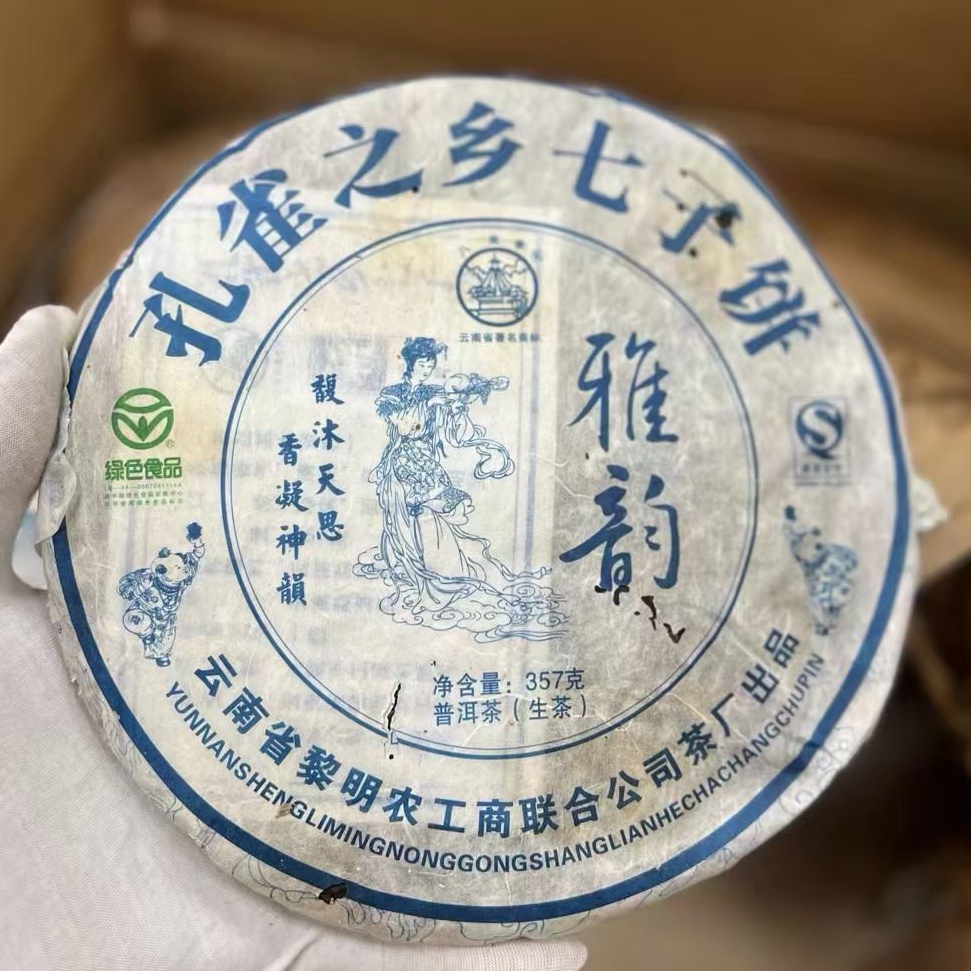 孔雀之乡七子饼
云南省著名商标
雅韵
馥沐天恩
香凝神韻
绿色食品
净含量：357克
普洱茶（生茶）
云南省黎明农工商联合公司茶厂出品
YUNNANSHENGLIMINGNONGGONGSHANGLIANHECHACHANGCHUPIN